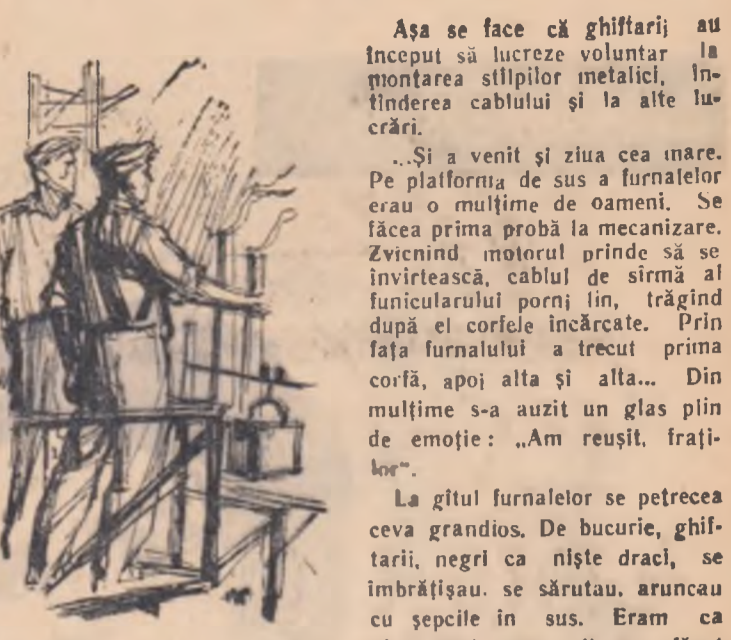 Așa se face că ghiftarii au
început să lucreze voluntar la
montarea stîlpilor metalici, în-
tinderea cablului și la alte lu-
crări.
...Și a venit și ziua cea mare.
Pe platforma de sus a furnalelor
erau o mulțime de oameni. Se
făcea prima probă la mecanizare.
Zvîcnind motorul prinde să se
învîrtească, cablul de sîrmă al
funicularului porni lin, trăgînd
după el corfele încărcate. Prin
fața furnalului a trecut prima
corfă, apoi alta și alta... Din
mulțime s-a auzit un glas plin
de emoție: „Am reușit, frați-
lor".
La gîtul furnalelor se petrecea
ceva grandios. De bucurie, ghif-
tarii, negri ca niște draci, se
îmbrățișau. se sărutau. aruncau
cu șepcile în sus. Eram ca